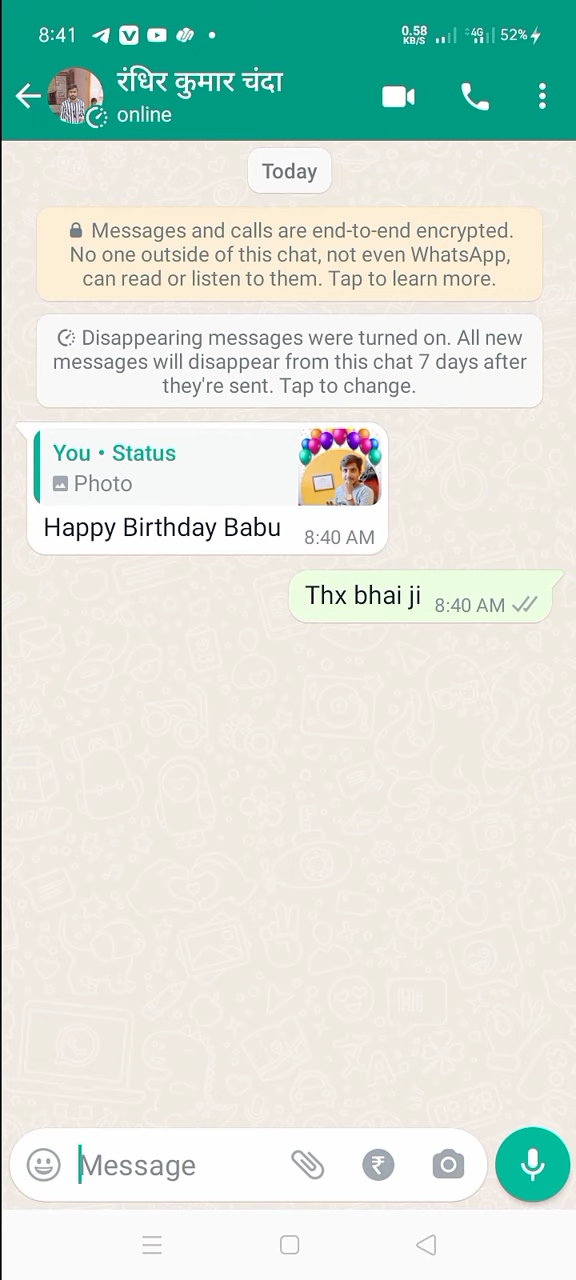 8:41
0.58 KB/S
4G
52%
रंधिर कुमार चंदा
online
Today
Messages and calls are end-to-end encrypted.
No one outside of this chat, not even WhatsApp,
can read or listen to them. Tap to learn more.
Disappearing messages were turned on. All new
messages will disappear from this chat 7 days after
they're sent. Tap to change.
You • Status
Photo
Happy Birthday Babu 8:40 AM
Thx bhai ji 8:40 AM
Message